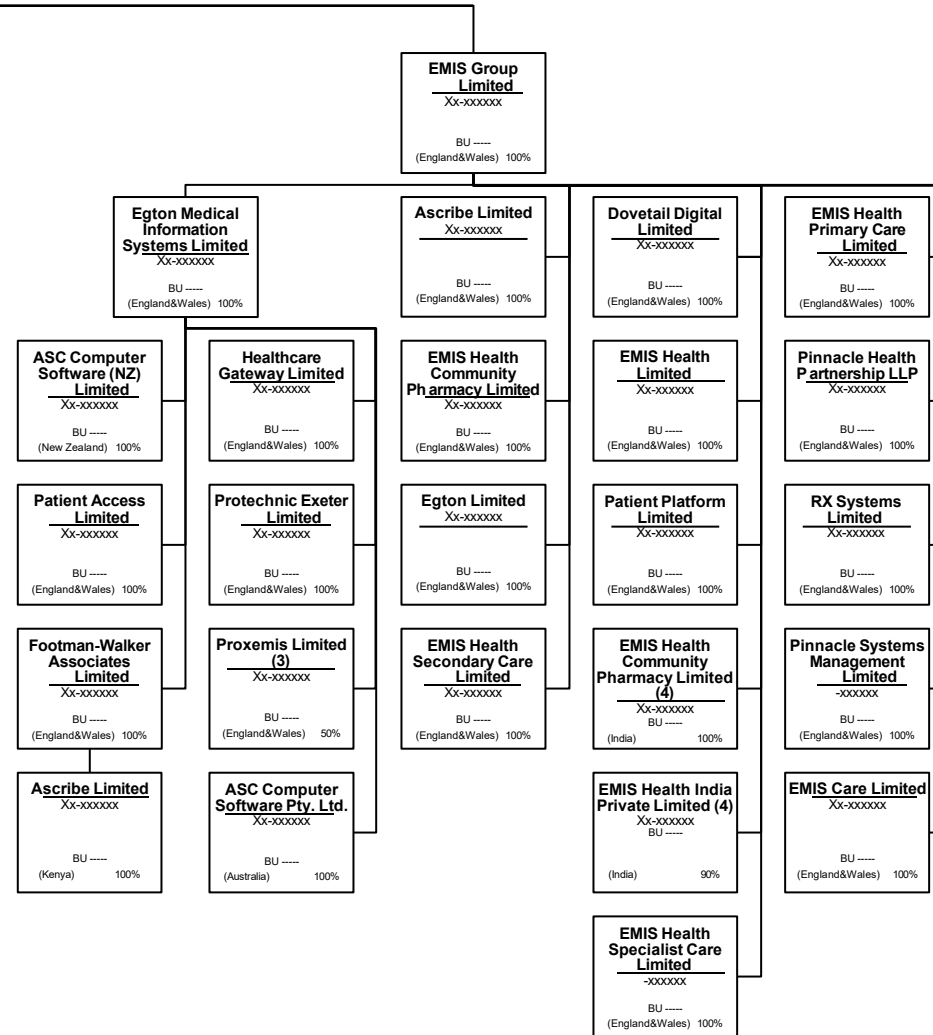 EMIS Group
Limited
Xx-xxxxxx
BU -----
(England&Wales) 100%
Egton Medical
Information
Systems Limited
Xx-xxxxxx
BU -----
(England&Wales) 100%
Ascribe Limited
Xx-xxxxxx
BU -----
(England&Wales) 100%
Dovetail Digital
Limited
Xx-xxxxxx
BU -----
(England&Wales) 100%
EMIS Health
Primary Care
Limited
Xx-xxxxxx
BU -----
(England&Wales) 100%
ASC Computer
Software (NZ)
Limited
Xx-xxxxxx
BU -----
(New Zealand) 100%
Healthcare
Gateway Limited
Xx-xxxxxx
BU -----
(England&Wales) 100%
EMIS Health
Community
Pharmacy Limited
Xx-xxxxxx
BU -----
(England&Wales) 100%
EMIS Health
Limited
Xx-xxxxxx
BU -----
(England&Wales) 100%
Pinnacle Health
Partnership LLP
Xx-xxxxxx
BU -----
(England&Wales) 100%
Patient Access
Limited
Xx-xxxxxx
BU -----
(England&Wales) 100%
Protechnic Exeter
Limited
Xx-xxxxxx
BU -----
(England&Wales) 100%
Egton Limited
Xx-xxxxxx
BU -----
(England&Wales) 100%
Patient Platform
Limited
Xx-xxxxxx
BU -----
(England&Wales) 100%
RX Systems
Limited
Xx-xxxxxx
BU -----
(England&Wales) 100%
Footman-Walker
Associates
Limited
Xx-xxxxxx
BU -----
(England&Wales) 100%
Proxemis Limited
(3)
Xx-xxxxxx
BU -----
(England&Wales) 50%
EMIS Health
Secondary Care
Limited
Xx-xxxxxx
BU -----
(England&Wales) 100%
EMIS Health
Community
Pharmacy Limited
(4)
Xx-xxxxxx
BU -----
(India) 100%
Pinnacle Systems
Management
Limited
-xxxxxx
BU -----
(England&Wales) 100%
Ascribe Limited
Xx-xxxxxx
BU -----
(Kenya) 100%
ASC Computer
Software Pty. Ltd.
Xx-xxxxxx
BU -----
(Australia) 100%
EMIS Health India
Private Limited (4)
Xx-xxxxxx
BU -----
(India) 90%
EMIS Care Limited
Xx-xxxxxx
BU -----
(England&Wales) 100%
EMIS Health
Specialist Care
Limited
-xxxxxx
BU -----
(England&Wales) 100%